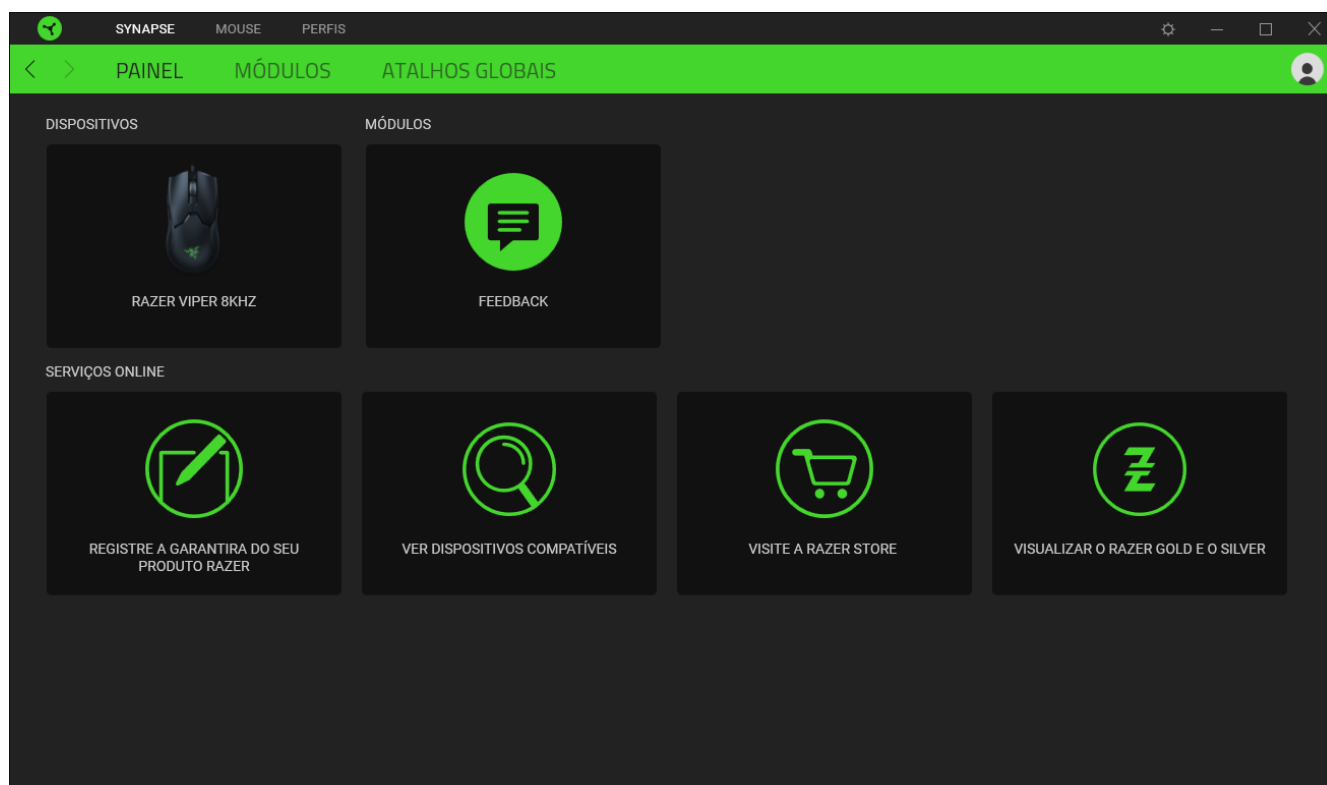 SYNAPSE MOUSE PERFIS
PAINEL MÓDULOS ATALHOS GLOBAIS
DISPOSITIVOS MÓDULOS
RAZER VIPER 8KHZ FEEDBACK
SERVIÇOS ONLINE
REGISTRE A GARANTIRA DO SEU
PRODUTO RAZER
VER DISPOSITIVOS COMPATÍVEIS
VISITE A RAZER STORE
VISUALIZAR O RAZER GOLD E O SILVER